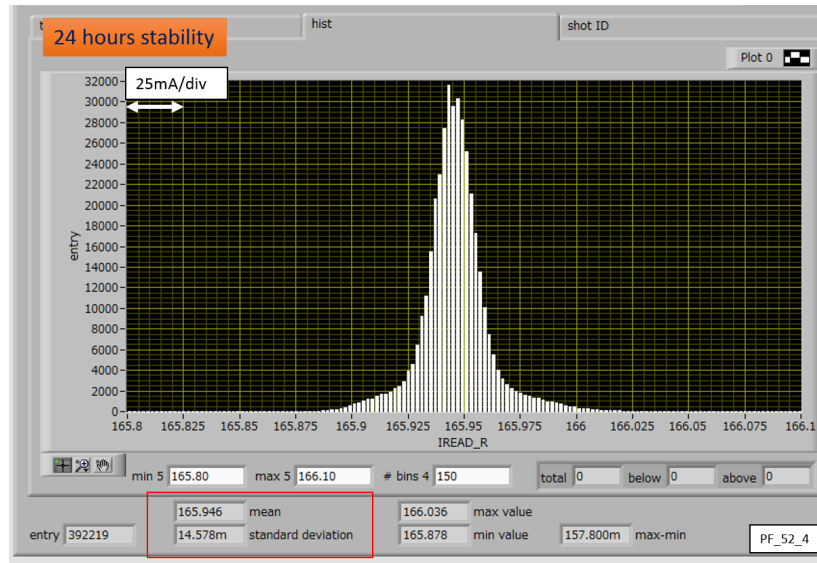 t
hist
shot ID
24 hours stability
Plot 0
25mA/div
32000
30000
28000
26000
24000
22000
20000
18000
16000
14000
12000
10000
8000
6000
4000
2000
0
entry
165.8 165.825 165.85 165.875 165.9 165.925 165.95 165.975 166 166.025 166.05 166.075 166.1
IREAD_R
min 5 165.80 max 5 166.10 # bins 4 150 total 0 below 0 above 0
165.946 mean 166.036 max value
entry 392219 14.578m standard deviation 165.878 min value 157.800m max-min
PF_52_4